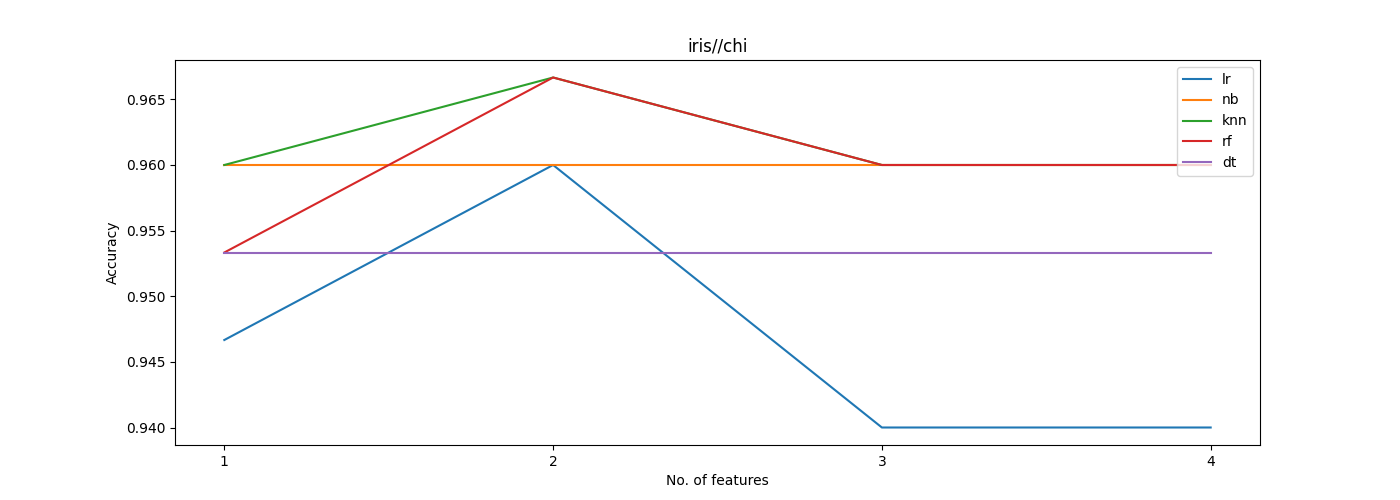 iris//chi
Accuracy
0.965
0.960
0.955
0.950
0.945
0.940
1 2 3 4
No. of features
lr
nb
knn
rf
dt